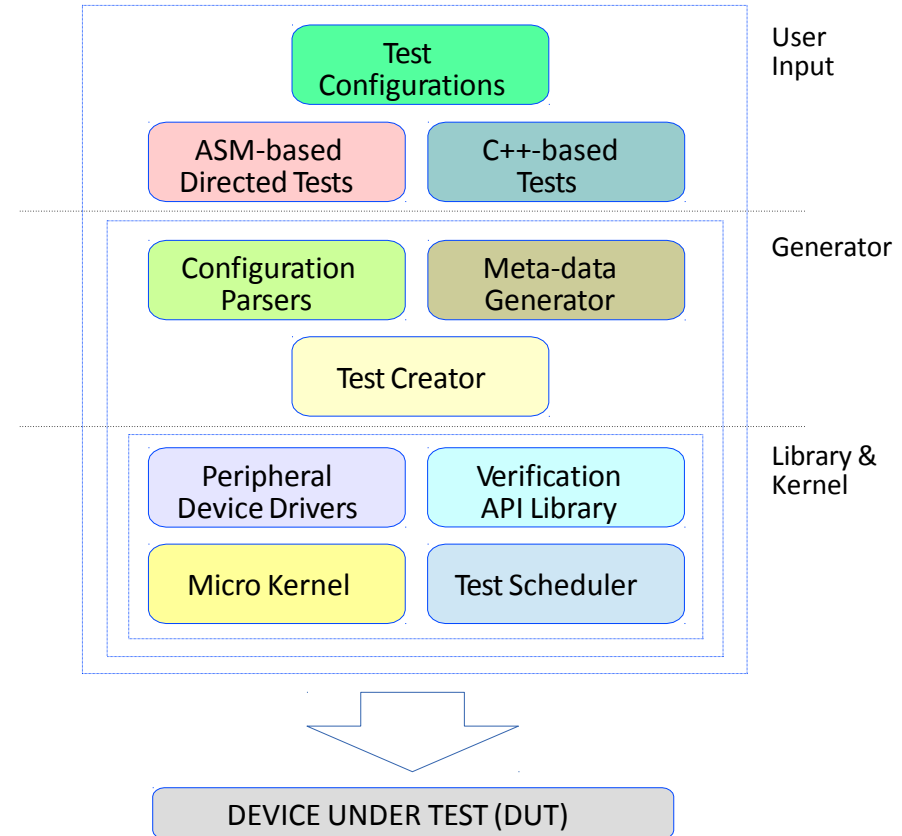 User
Input
Test
Configurations
ASM-based
Directed Tests
C++-based
Tests
Generator
Configuration
Parsers
Meta-data
Generator
Test Creator
Library &
Kernel
Peripheral
Device Drivers
Verification
API Library
Micro Kernel
Test Scheduler
DEVICE UNDER TEST (DUT)